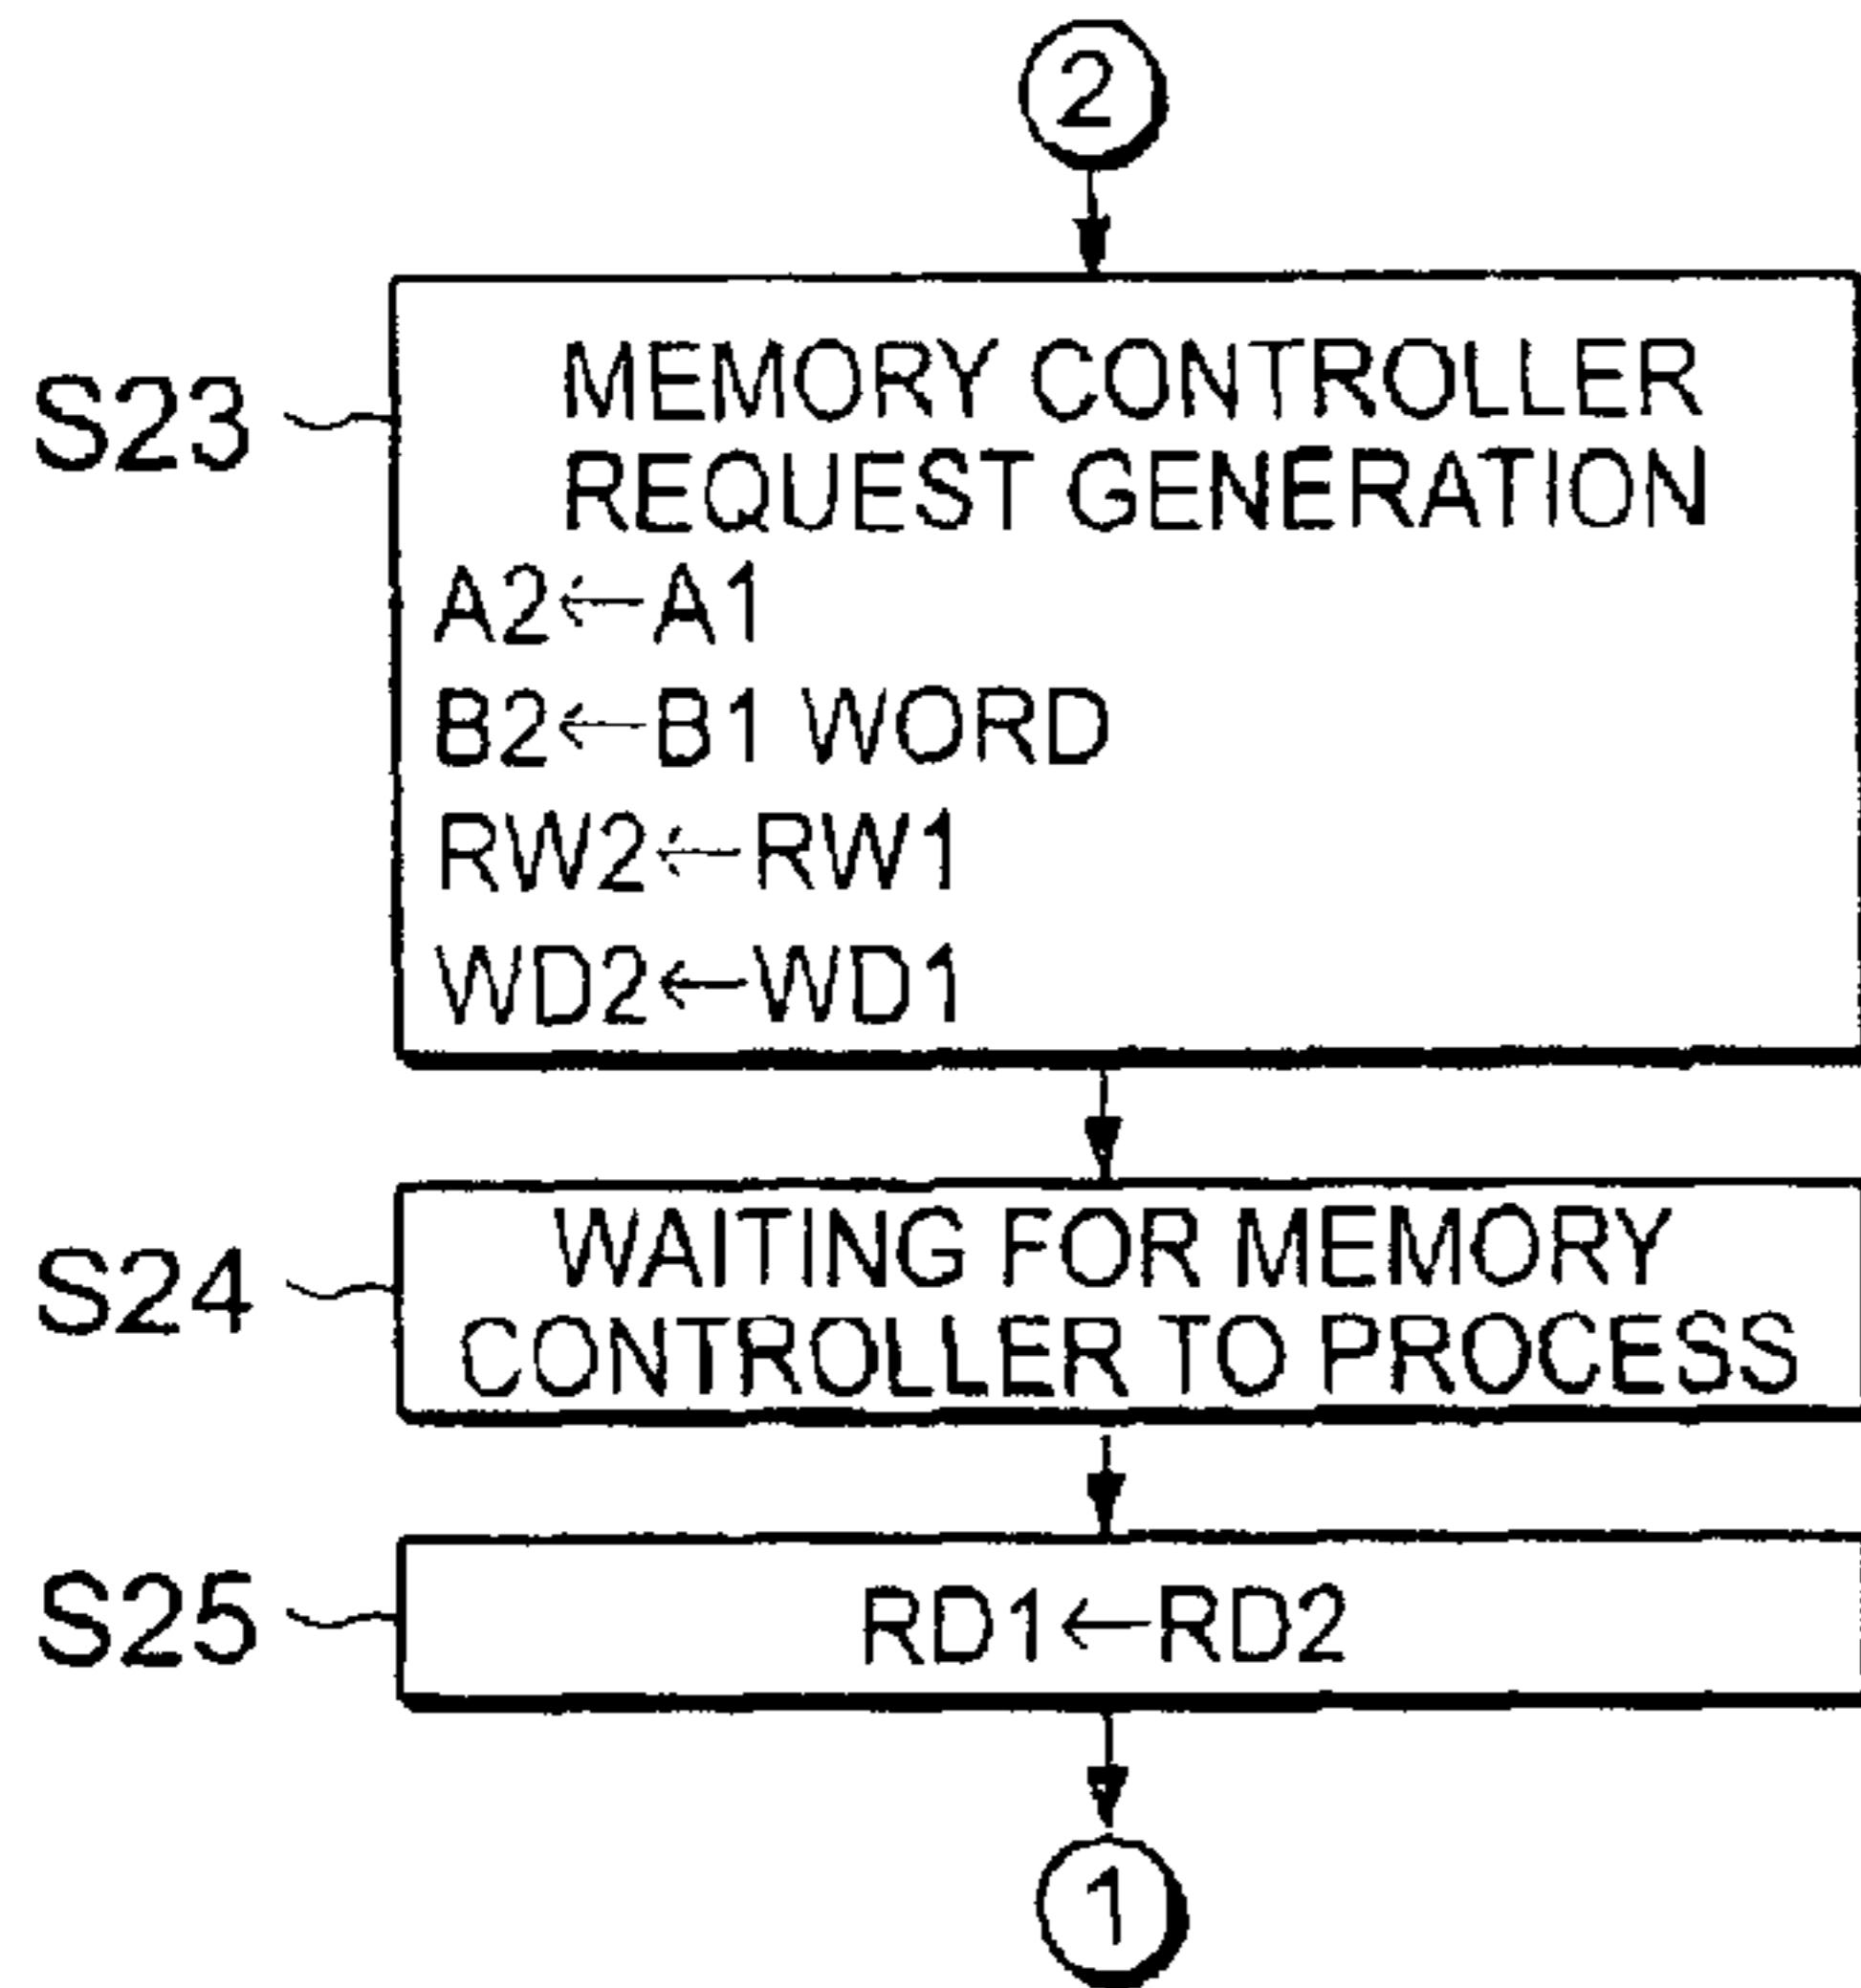 2
S23
MEMORY CONTROLLER
REQUEST GENERATION
A2←A1
B2←B1 WORD
RW2←RW1
WD2←WD1
S24
WAITING FOR MEMORY
CONTROLLER TO PROCESS
S25
RD1←RD2
1